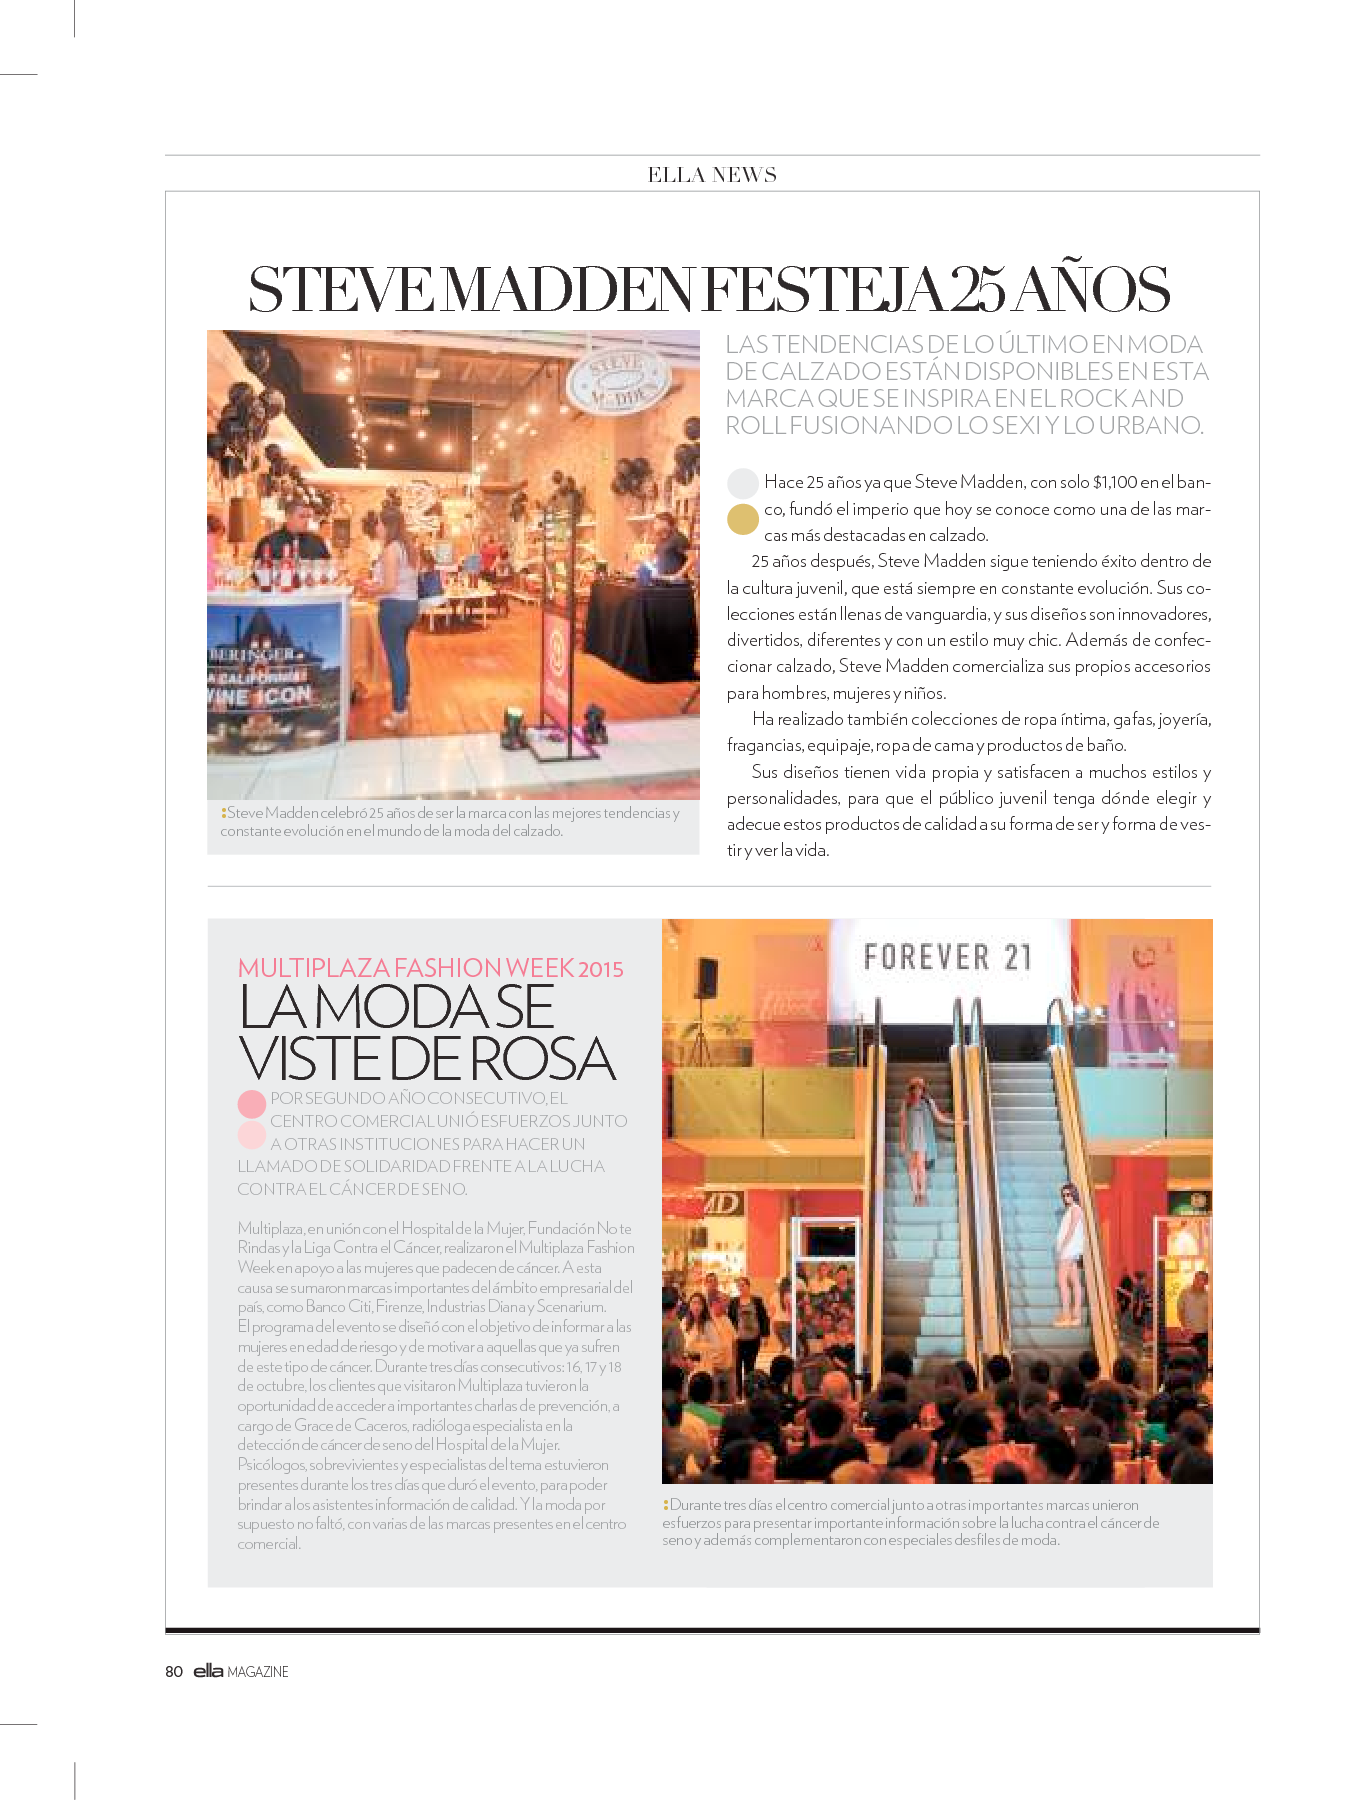 ELLA NEWS
STEVE MADDEN FESTEJA 25 AÑOS
STEVE
MADDEN
BERINGER
A CALIFORNIA
WINE ICON
:Steve Madden celebró 25 años de ser la marca con las mejores tendencias y
constante evolución en el mundo de la moda del calzado.
LAS TENDENCIAS DE LO ÚLTIMO EN MODA
DE CALZADO ESTÁN DISPONIBLES EN ESTA
MARCA QUE SE INSPIRA EN EL ROCK AND
ROLL FUSIONANDO LO SEXI Y LO URBANO.
Hace 25 años ya que Steve Madden, con solo $1,100 en el ban-
co, fundó el imperio que hoy se conoce como una de las mar-
cas más destacadas en calzado.
25 años después, Steve Madden sigue teniendo éxito dentro de
la cultura juvenil, que está siempre en constante evolución. Sus co-
lecciones están llenas de vanguardia, y sus diseños son innovadores,
divertidos, diferentes y con un estilo muy chic. Además de confec-
cionar calzado, Steve Madden comercializa sus propios accesorios
para hombres, mujeres y niños.
Ha realizado también colecciones de ropa íntima, gafas, joyería,
fragancias, equipaje, ropa de cama y productos de baño.
Sus diseños tienen vida propia y satisfacen a muchos estilos y
personalidades, para que el público juvenil tenga dónde elegir y
adecue estos productos de calidad a su forma de ser y forma de ves-
tir y ver la vida.
MULTIPLAZA FASHION WEEK 2015
LA MODA SE
VISTE DE ROSA
POR SEGUNDO AÑO CONSECUTIVO, EL
CENTRO COMERCIAL UNIÓ ESFUERZOS JUNTO
A OTRAS INSTITUCIONES PARA HACER UN
LLAMADO DE SOLIDARIDAD FRENTE A LA LUCHA
CONTRA EL CÁNCER DE SENO.
Multiplaza, en unión con el Hospital de la Mujer, Fundación No te
Rindas y la Liga Contra el Cáncer, realizaron el Multiplaza Fashion
Week en apoyo a las mujeres que padecen de cáncer. A esta
causa se sumaron marcas importantes del ámbito empresarial del
país, como Banco Citi, Firenze, Industrias Diana y Scenarium.
El programa del evento se diseñó con el objetivo de informar a las
mujeres en edad de riesgo y de motivar a aquellas que ya sufren
de este tipo de cáncer. Durante tres días consecutivos: 16, 17 y 18
de octubre, los clientes que visitaron Multiplaza tuvieron la
oportunidad de acceder a importantes charlas de prevención, a
cargo de Grace de Caceros, radióloga especialista en la
detección de cáncer de seno del Hospital de la Mujer.
Psicólogos, sobrevivientes y especialistas del tema estuvieron
presentes durante los tres días que duró el evento, para poder
brindar a los asistentes información de calidad. Y la moda por
supuesto no faltó, con varias de las marcas presentes en el centro
comercial.
FOREVER 21
MD
:Durante tres días el centro comercial junto a otras importantes marcas unieron
esfuerzos para presentar importante información sobre la lucha contra el cáncer de
seno y además complementaron con especiales desfiles de moda.
80 ella MAGAZINE